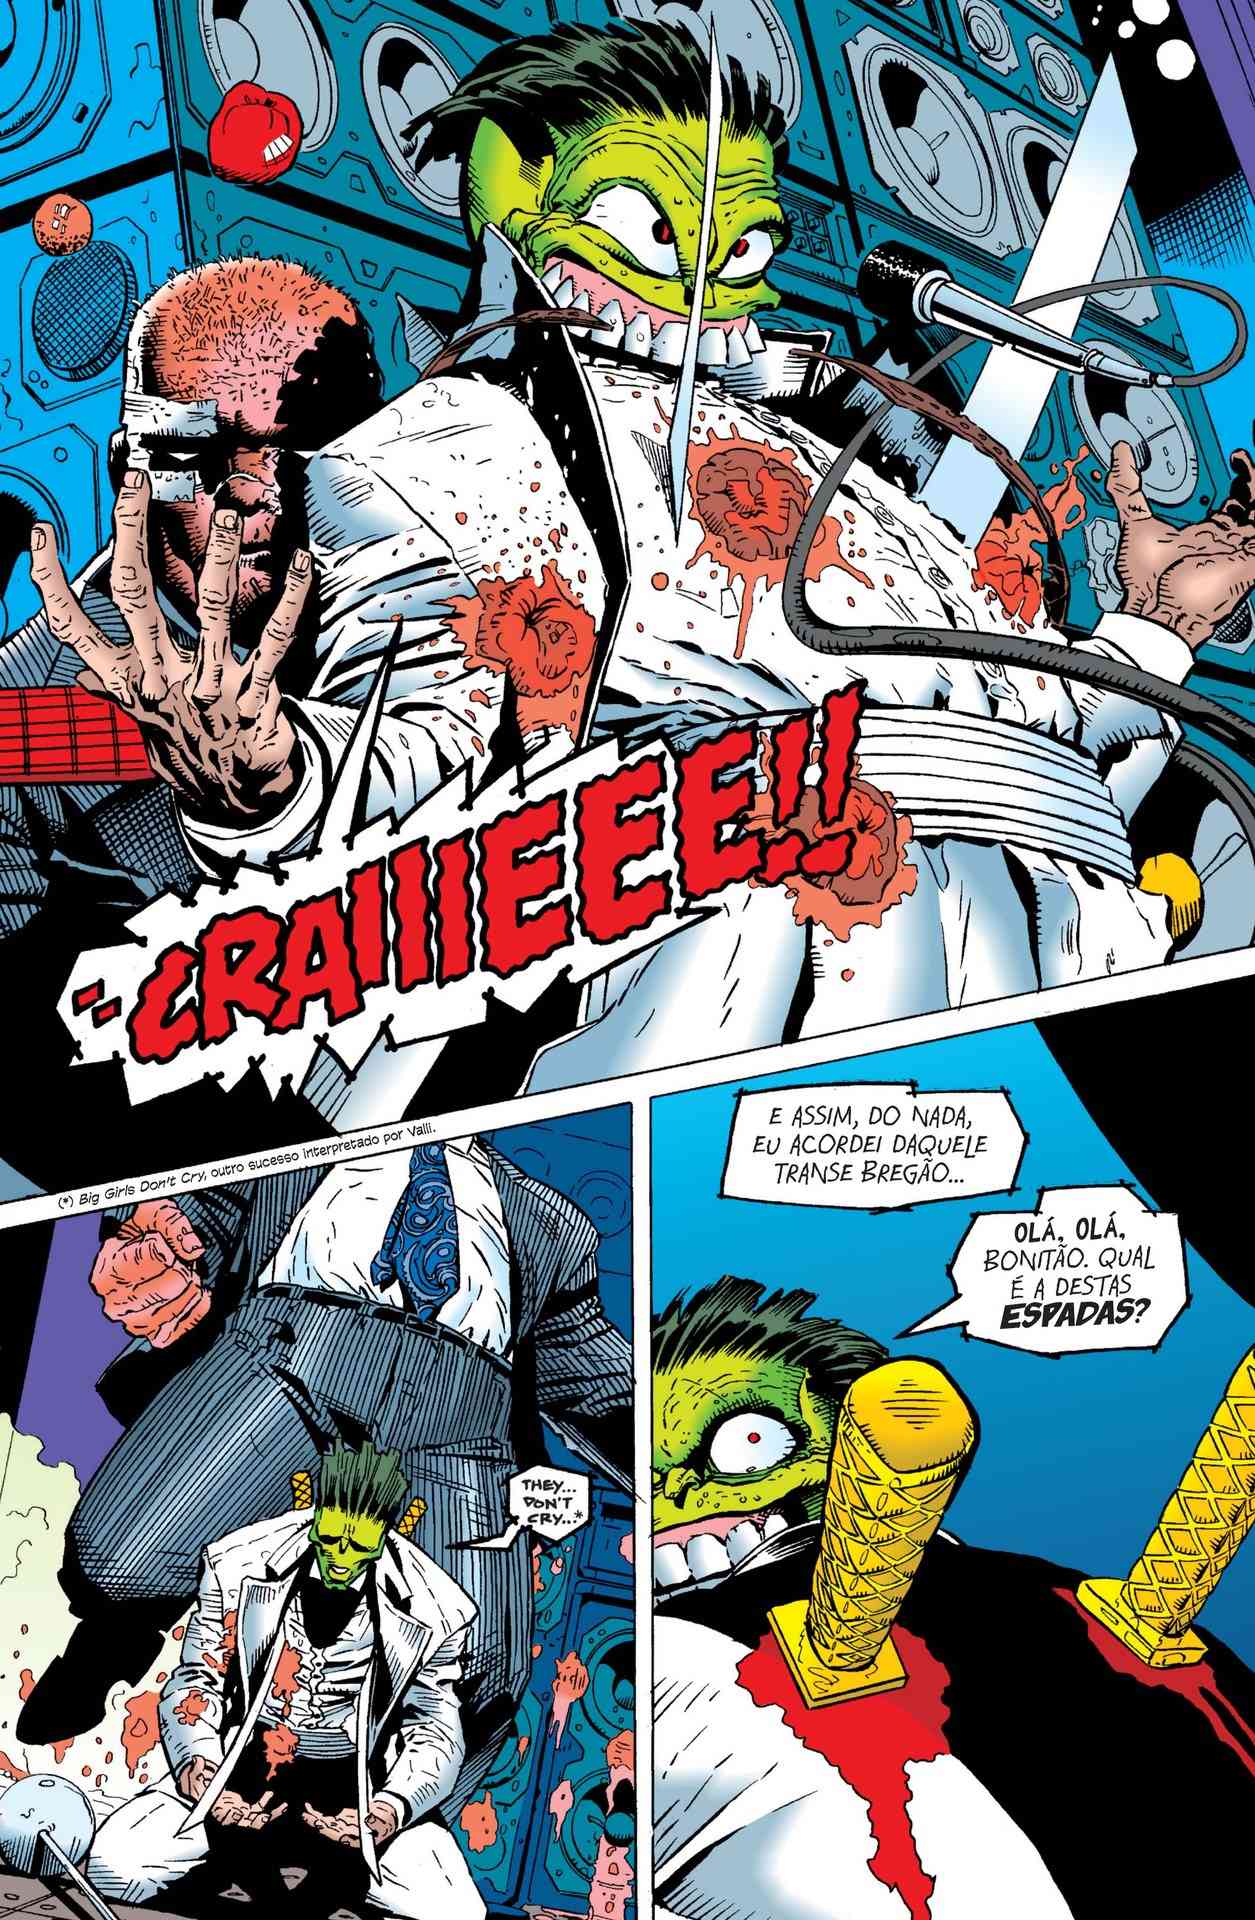 -CRAIIIEEE!!
(*) Big Girls Don't Cry, outro sucesso interpretado por Valli.
THEY...
DON'T
CRY...*
E ASSIM, DO NADA,
EU ACORDEI DAQUELE
TRANSE BREGÃO...
OLÁ, OLÁ,
BONITÃO. QUAL
É A DESTAS
ESPADAS?